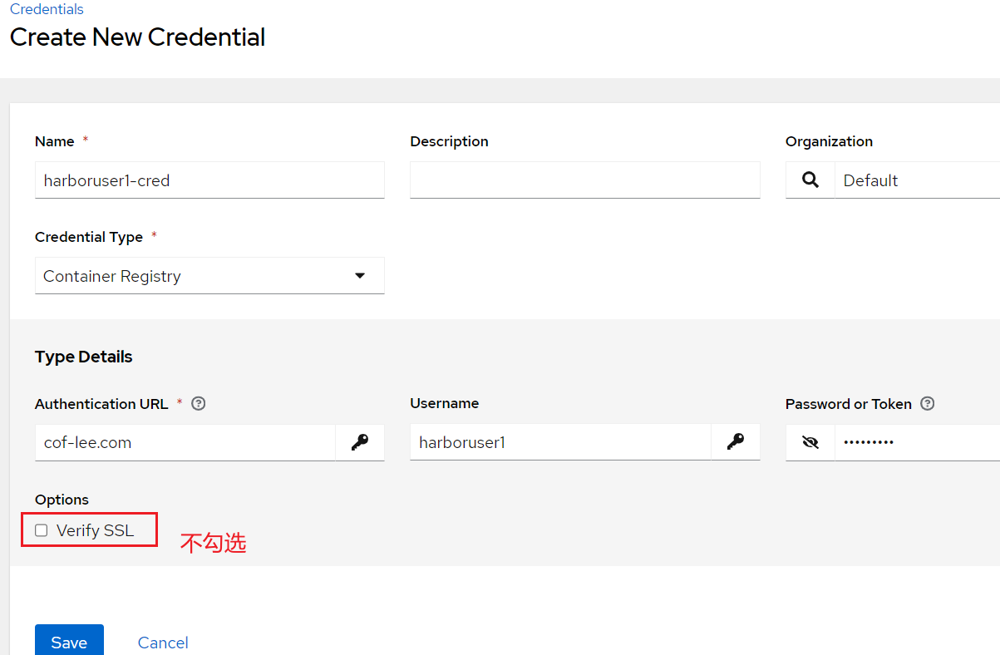 Credentials
Create New Credential
Name *
Description
Organization
harboruser1-cred
Default
Credential Type *
Container Registry
Type Details
Authentication URL *
Username
Password or Token
cof-lee.com
harboruser1
•••••••••
Options
Verify SSL
不勾选
Save
Cancel